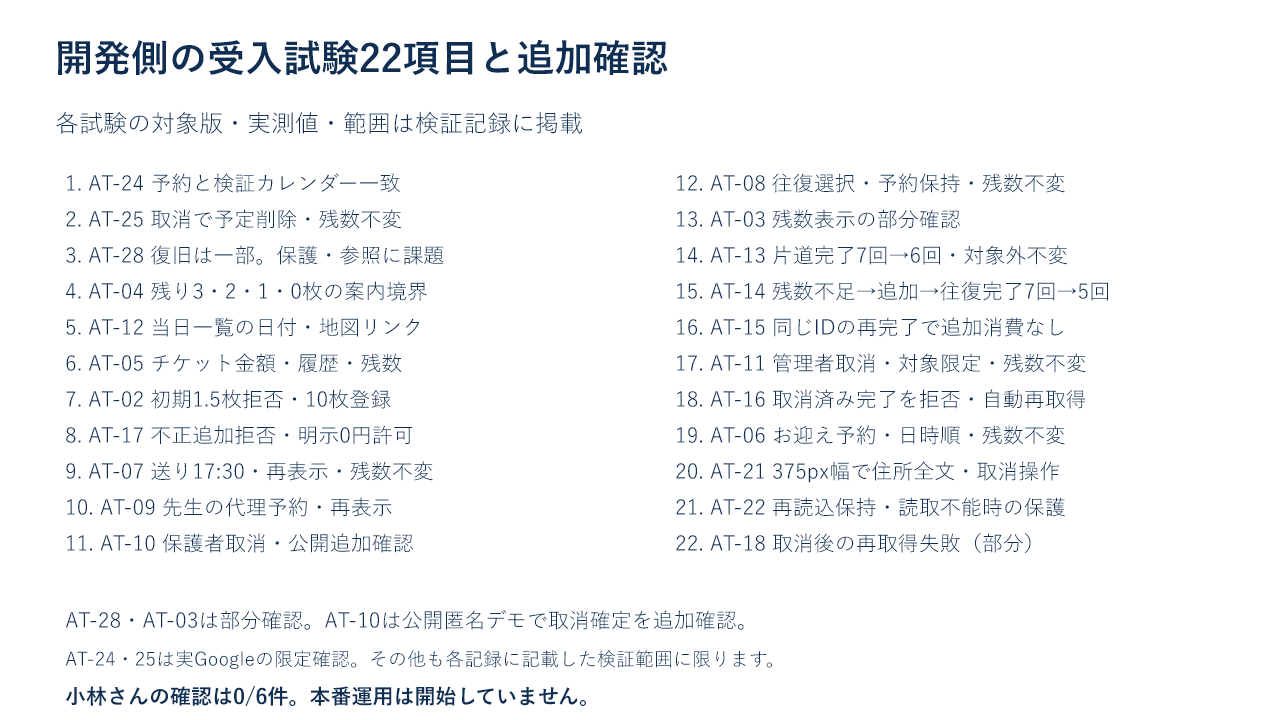 開発側の受入試験22項目と追加確認
各試験の対象版・実測値・範囲は検証記録に掲載
1. AT-24 予約と検証カレンダー一致
2. AT-25 取消で予定削除・残数不変
3. AT-28 復旧は一部。保護・参照に課題
4. AT-04 残り3・2・1・0枚の案内境界
5. AT-12 当日一覧の日付・地図リンク
6. AT-05 チケット金額・履歴・残数
7. AT-02 初期1.5枚拒否・10枚登録
8. AT-17 不正追加拒否・明示0円許可
9. AT-07 送り17:30・再表示・残数不変
10. AT-09 先生の代理予約・再表示
11. AT-10 保護者取消・公開追加確認
12. AT-08 往復選択・予約保持・残数不変
13. AT-03 残数表示の部分確認
14. AT-13 片道完了7回→6回・対象外不変
15. AT-14 残数不足→追加→往復完了7回→5回
16. AT-15 同じIDの再完了で追加消費なし
17. AT-11 管理者取消・対象限定・残数不変
18. AT-16 取消済み完了を拒否・自動再取得
19. AT-06 お迎え予約・日時順・残数不変
20. AT-21 375px幅で住所全文・取消操作
21. AT-22 再読込保持・読取不能時の保護
22. AT-18 取消後の再取得失敗（部分）
AT-28・AT-03は部分確認。AT-10は公開匿名デモで取消確定を追加確認。
AT-24・25は実Googleの限定確認。その他も各記録に記載した検証範囲に限ります。
小林さんの確認は0/6件。本番運用は開始していません。